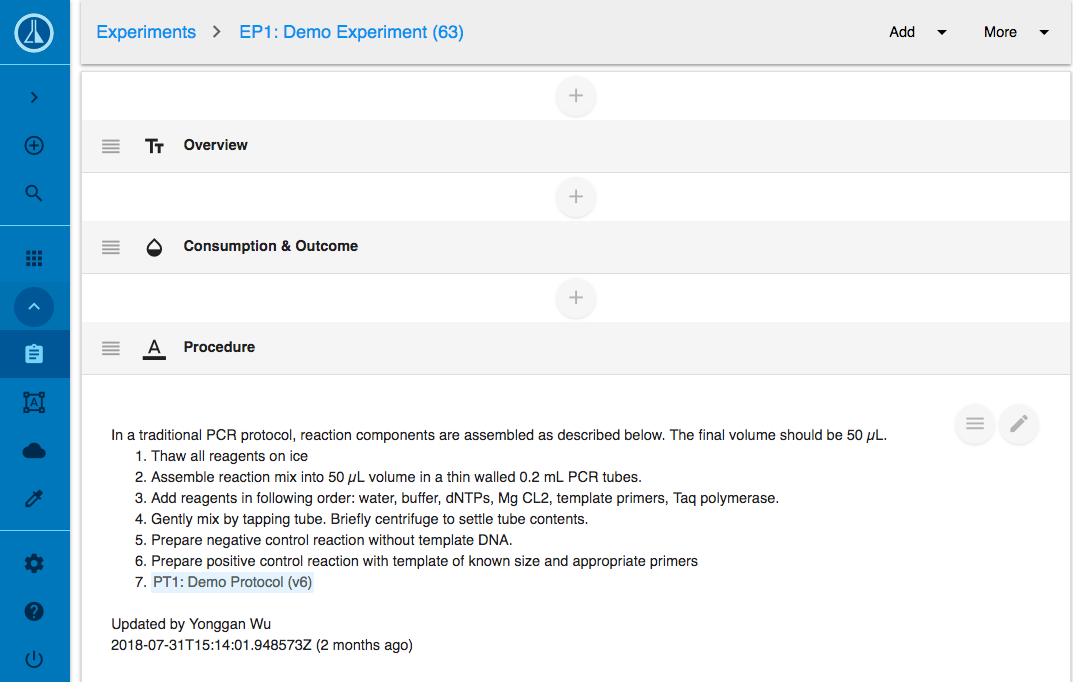 Experiments > EP1: Demo Experiment (63) Add More
Overview
Consumption & Outcome
Procedure
In a traditional PCR protocol, reaction components are assembled as described below. The final volume should be 50 μL.
1. Thaw all reagents on ice
2. Assemble reaction mix into 50 μL volume in a thin walled 0.2 mL PCR tubes.
3. Add reagents in following order: water, buffer, dNTPs, Mg CL2, template primers, Taq polymerase.
4. Gently mix by tapping tube. Briefly centrifuge to settle tube contents.
5. Prepare negative control reaction without template DNA.
6. Prepare positive control reaction with template of known size and appropriate primers
7. PT1: Demo Protocol (v6)
Updated by Yonggan Wu
2018-07-31T15:14:01.948573Z (2 months ago)